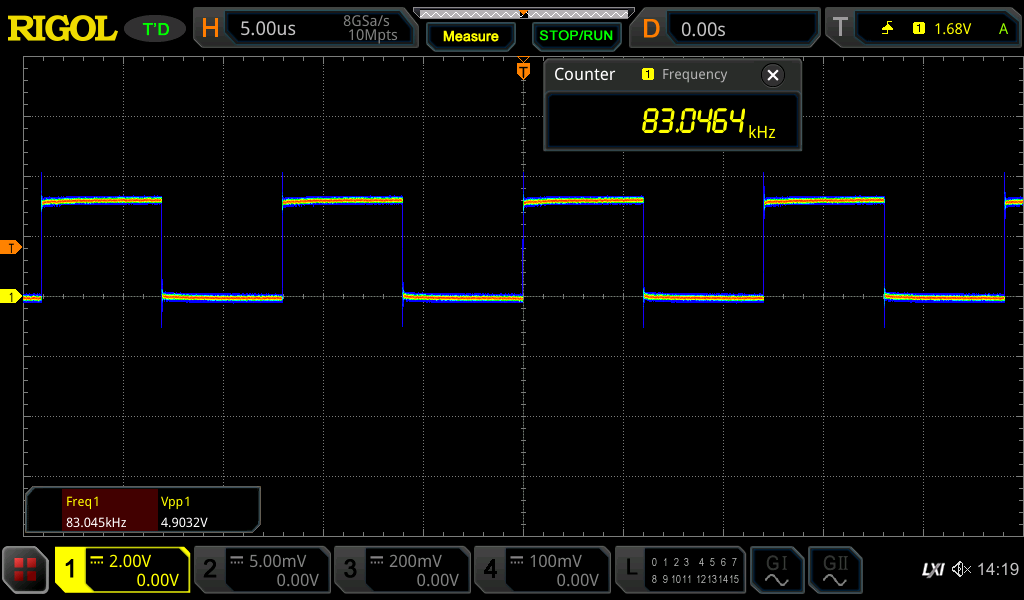 RIGOL T'D H 5.00us 8GSa/s 10Mpts Measure STOP/RUN D 0.00s T 1 1.68V A
T
Counter 1 Frequency
83.0464 kHz
T
1
Freq1 Vpp1
83.045kHz 4.9032V
1 2.00V 0.00V 2 5.00mV 0.00V 3 200mV 0.00V 4 100mV 0.00V L 0 1 2 3 4 5 6 7 8 9 10 11 12 13 14 15 GI GII LXI 14:19